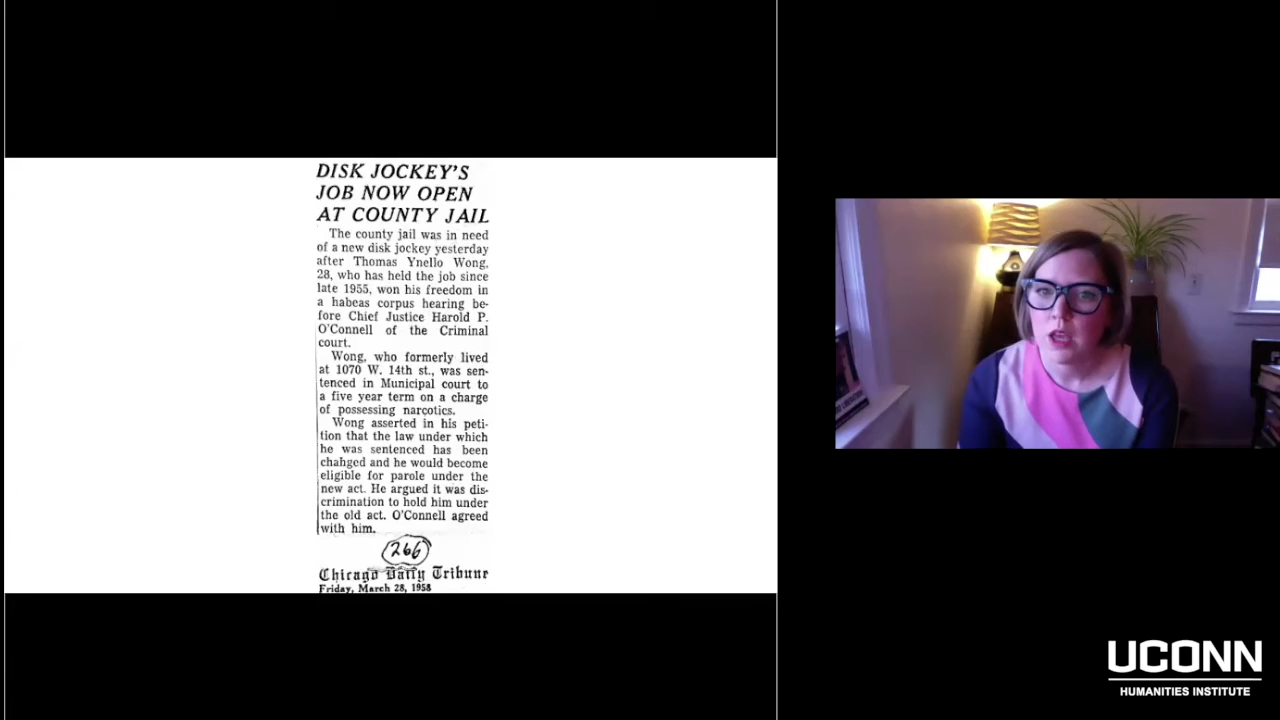 DISK JOCKEY'S
JOB NOW OPEN
AT COUNTY JAIL
The county jail was in need
of a new disk jockey yesterday
after Thomas Ynello Wong,
28, who has held the job since
late 1955, won his freedom in
a habeas corpus hearing be-
fore Chief Justice Harold P.
O'Connell of the Criminal
court.
Wong, who formerly lived
at 1070 W. 14th st., was sen-
tenced in Municipal court to
a five year term on a charge
of possessing narcotics.
Wong asserted in his peti-
tion that the law under which
he was sentenced has been
changed and he would become
eligible for parole under the
new act. He argued it was dis-
crimination to hold him under
the old act. O'Connell agreed
with him.
266
Chicago Daily Tribune
Friday, March 28, 1958
UCONN
HUMANITIES INSTITUTE